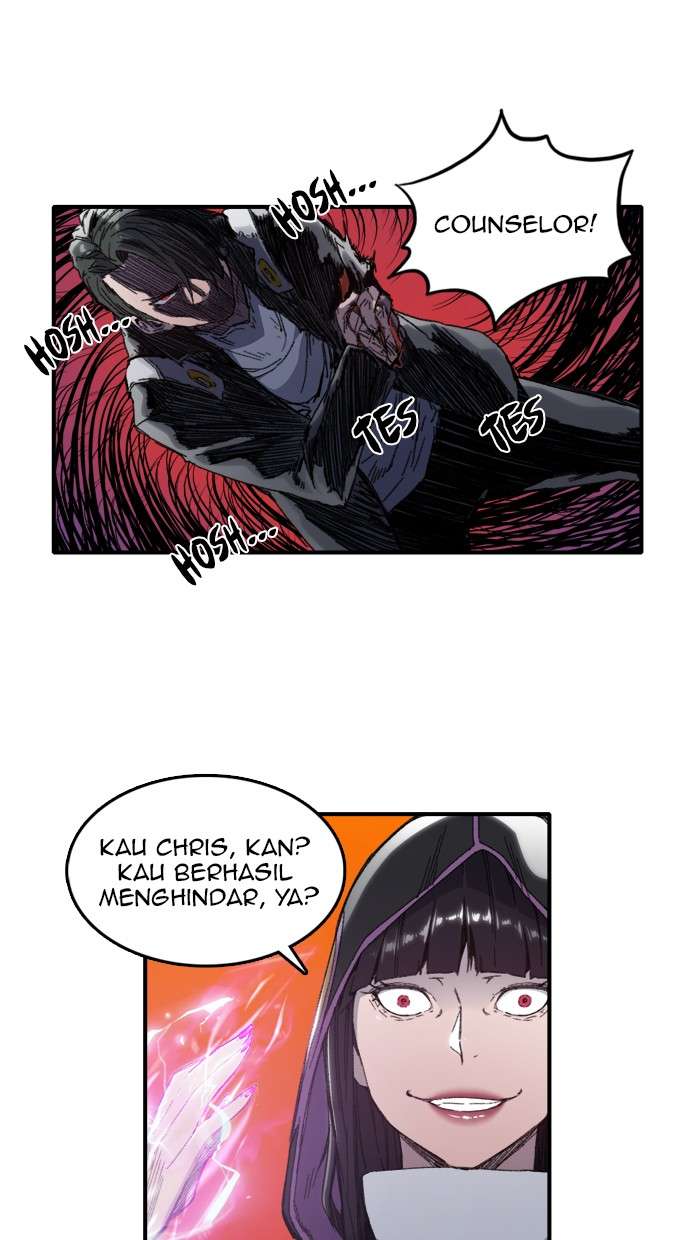 HOSH...
COUNSELOR!
HOSH...
TES
TES
HOSH...
KAU CHRIS, KAN?
KAU BERHASIL
MENGHINDAR, YA?